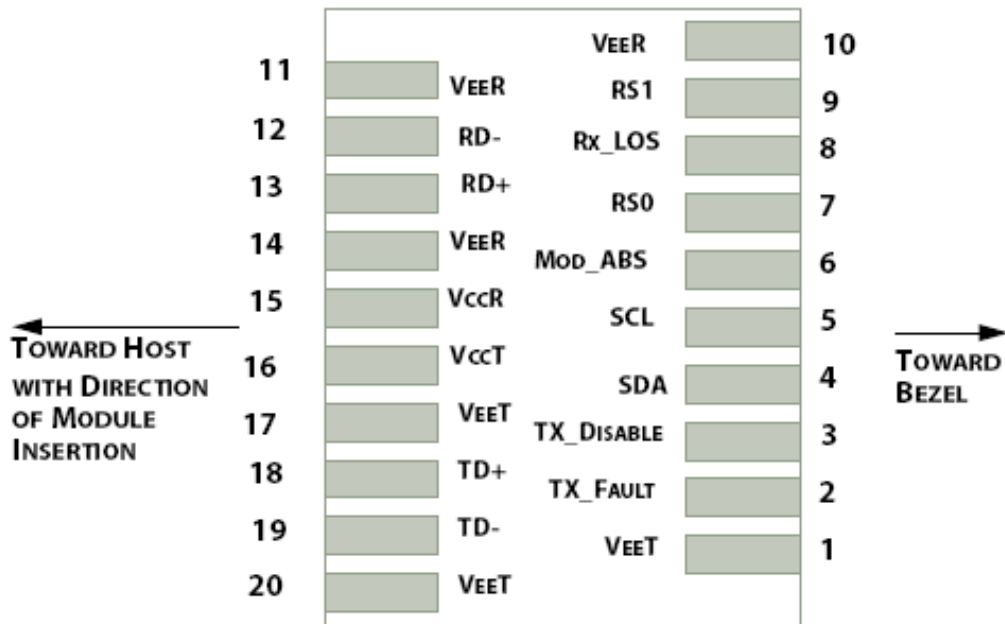 11 VEER
12 RD-
13 RD+
14 VEER
15 VCCR
16 VCCT
17 VEET
18 TD+
19 TD-
20 VEET
VEER 10
RS1 9
RX_LOS 8
RS0 7
MOD_ABS 6
SCL 5
SDA 4
TX_DISABLE 3
TX_FAULT 2
VEET 1
TOWARD HOST
WITH DIRECTION
OF MODULE
INSERTION
TOWARD
BEZEL